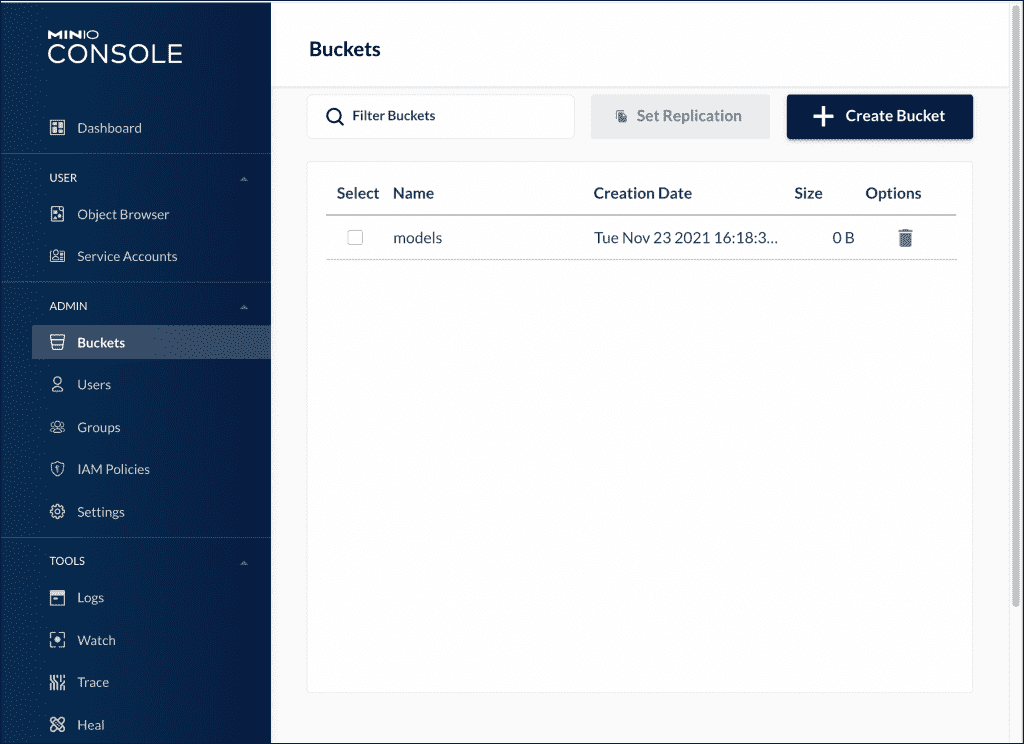 MINIO
CONSOLE
Dashboard
USER
Object Browser
Service Accounts
ADMIN
Buckets
Users
Groups
IAM Policies
Settings
TOOLS
Logs
Watch
Trace
Heal
Buckets
Filter Buckets
Set Replication
Create Bucket
Select Name Creation Date Size Options
models Tue Nov 23 2021 16:18:3... 0 B